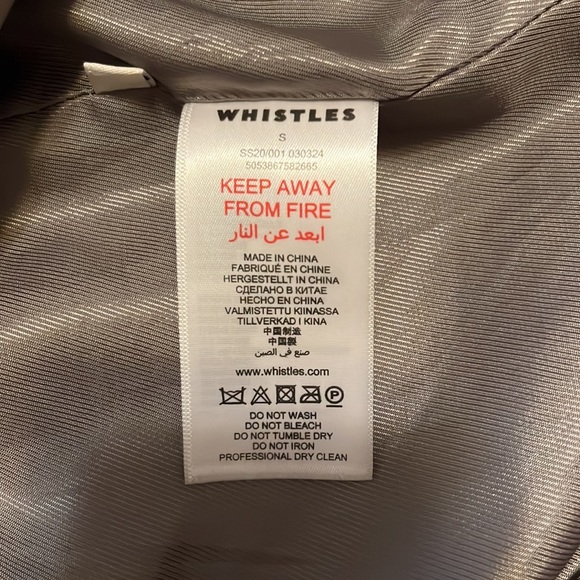 WHISTLES
S
SS20/001 030324
5053867582665
KEEP AWAY
FROM FIRE
ابعد عن النار
MADE IN CHINA
FABRIQUÉ EN CHINE
HERGESTELLT IN CHINA
СДЕЛАНО В КИТАЕ
HECHO EN CHINA
VALMISTETTU KIINASSA
TILLVERKAD I KINA
中国制造
中国製
صنع في الصين
www.whistles.com
P
DO NOT WASH
DO NOT BLEACH
DO NOT TUMBLE DRY
DO NOT IRON
PROFESSIONAL DRY CLEAN